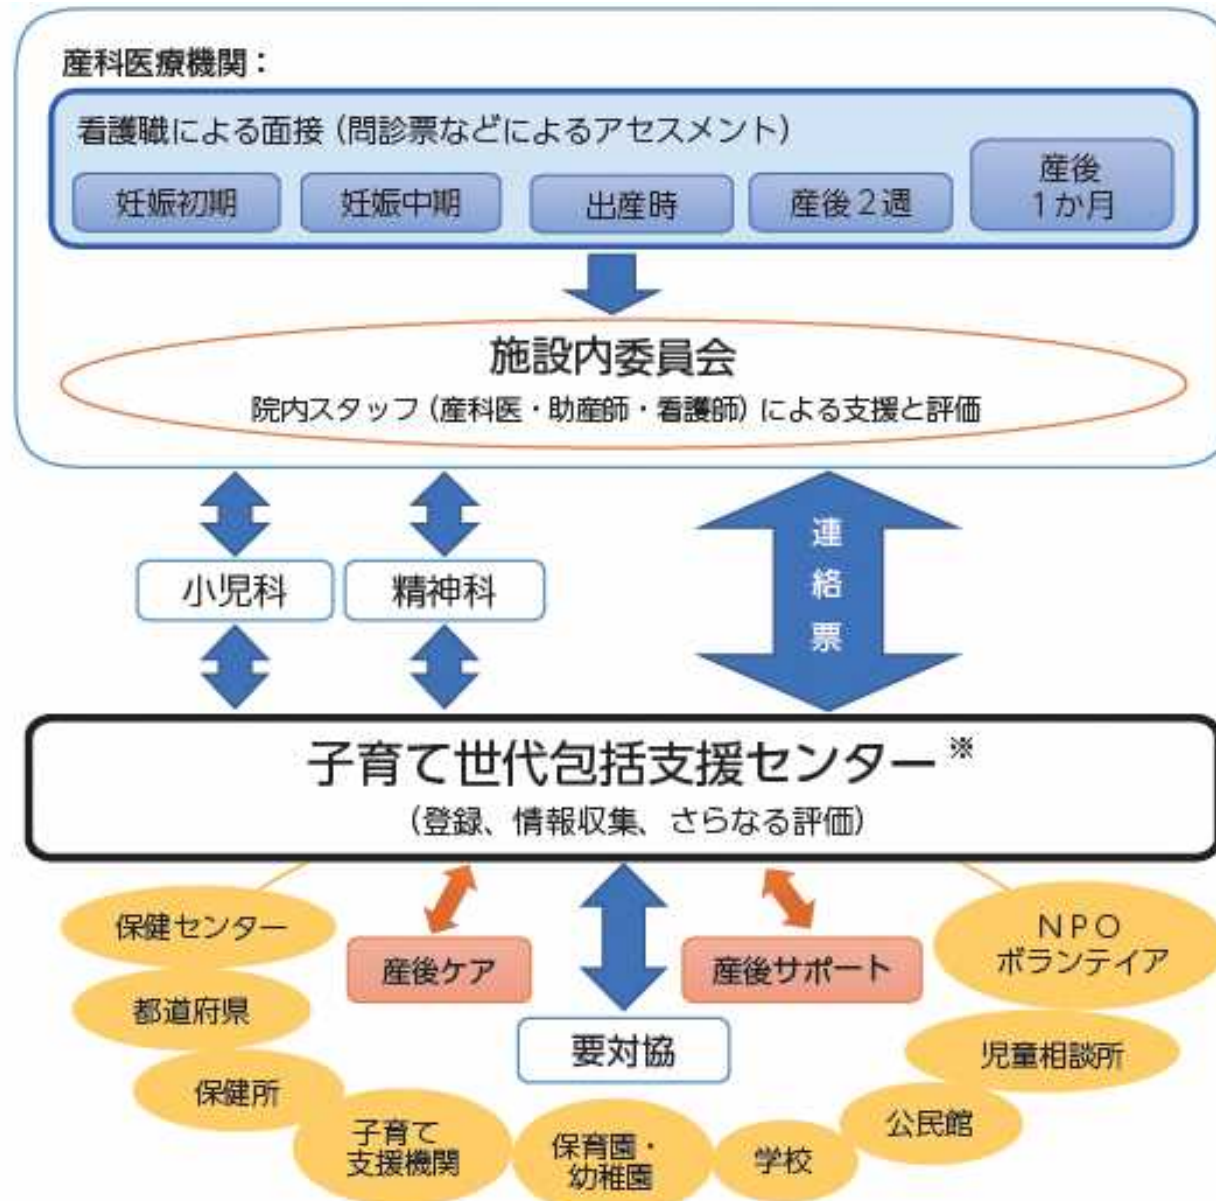 産科医療機関：
看護職による面接（問診票などによるアセスメント）
妊娠初期
妊娠中期
出産時
産後２週
産後
１か月
施設内委員会
院内スタッフ（産科医・助産師・看護師）による支援と評価
連絡票
小児科
精神科
子育て世代包括支援センター※
（登録、情報収集、さらなる評価）
保健センター
産後ケア
産後サポート
ＮＰＯ
ボランテイア
都道府県
要対協
児童相談所
保健所
子育て
支援機関
保育園・
幼稚園
学校
公民館